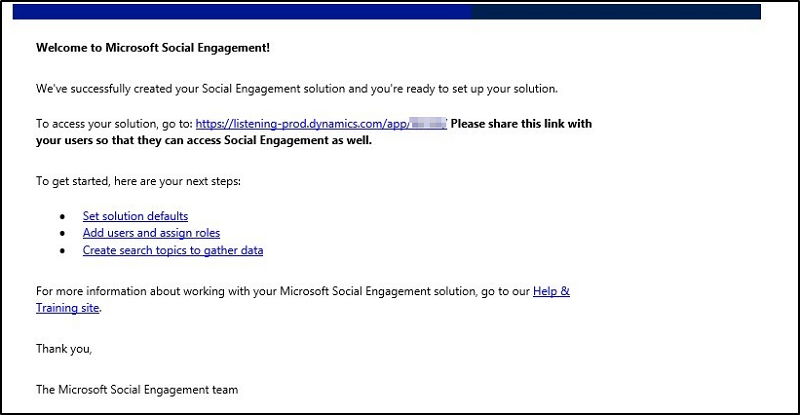 Welcome to Microsoft Social Engagement!
We've successfully created your Social Engagement solution and you're ready to set up your solution.
To access your solution, go to: https://listening-prod.dynamics.com/app/ / Please share this link with
your users so that they can access Social Engagement as well.
To get started, here are your next steps:
• Set solution defaults
• Add users and assign roles
• Create search topics to gather data
For more information about working with your Microsoft Social Engagement solution, go to our Help &
Training site.
Thank you,
The Microsoft Social Engagement team